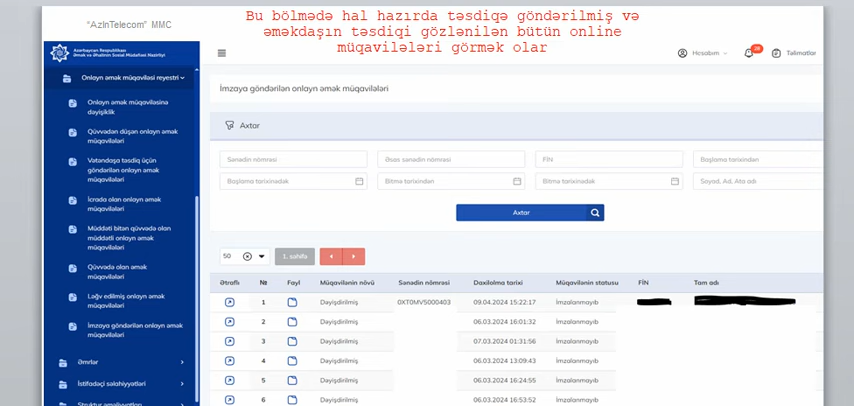 “AzInTelecom” MMC
Bu bölmədə hal hazırda təsdiqə göndərilmiş və
əməkdaşın təsdiqi gözlənilən bütün online
müqavilələri görmək olar
Azərbaycan Respublikası
Əmək və Əhalinin Sosial Müdafiəsi Nazirliyi
Hesabım
28
Təlimatlar
Onlayn əmək müqaviləsi reyestri
Onlayn əmək müqaviləsinə
dəyişiklik
Qüvvədən düşən onlayn əmək
müqavilələri
Vətəndaşa təsdiq üçün
göndərilən onlayn əmək
müqavilələri
İcrada olan onlayn əmək
müqavilələri
Müddəti bitən qüvvədə olan
müddətli onlayn əmək
müqavilələri
Qüvvədə olan əmək
müqavilələri
Ləğv edilmiş onlayn əmək
müqavilələri
İmzaya göndərilən onlayn əmək
müqavilələri
Əmrlər
İstifadəçi səlahiyyətləri
Struktur əməliyyatları
İmzaya göndərilən onlayn əmək müqavilələri
Axtar
Sənədin nömrəsi
Əsas sənədin nömrəsi
FİN
Başlama tarixindən
Başlama tarixinədək
Bitmə tarixindən
Bitmə tarixinədək
Soyad, Ad, Ata adı
Axtar
50
1. səhifə
Ətraflı № Fayl Müqavilənin növü Sənədin nömrəsi Daxilolma tarixi Müqavilənin statusu FİN Tam adı
1 Dəyişdirilmiş 0XT0MV5000403 09.04.2024 15:22:17 İmzalanmayıb
2 Dəyişdirilmiş 06.03.2024 16:01:32 İmzalanmayıb
3 Dəyişdirilmiş 07.03.2024 01:31:56 İmzalanmayıb
4 Dəyişdirilmiş 06.03.2024 13:09:43 İmzalanmayıb
5 Dəyişdirilmiş 06.03.2024 16:24:55 İmzalanmayıb
6 Dəyişdirilmiş 06.03.2024 16:53:52 İmzalanmayıb